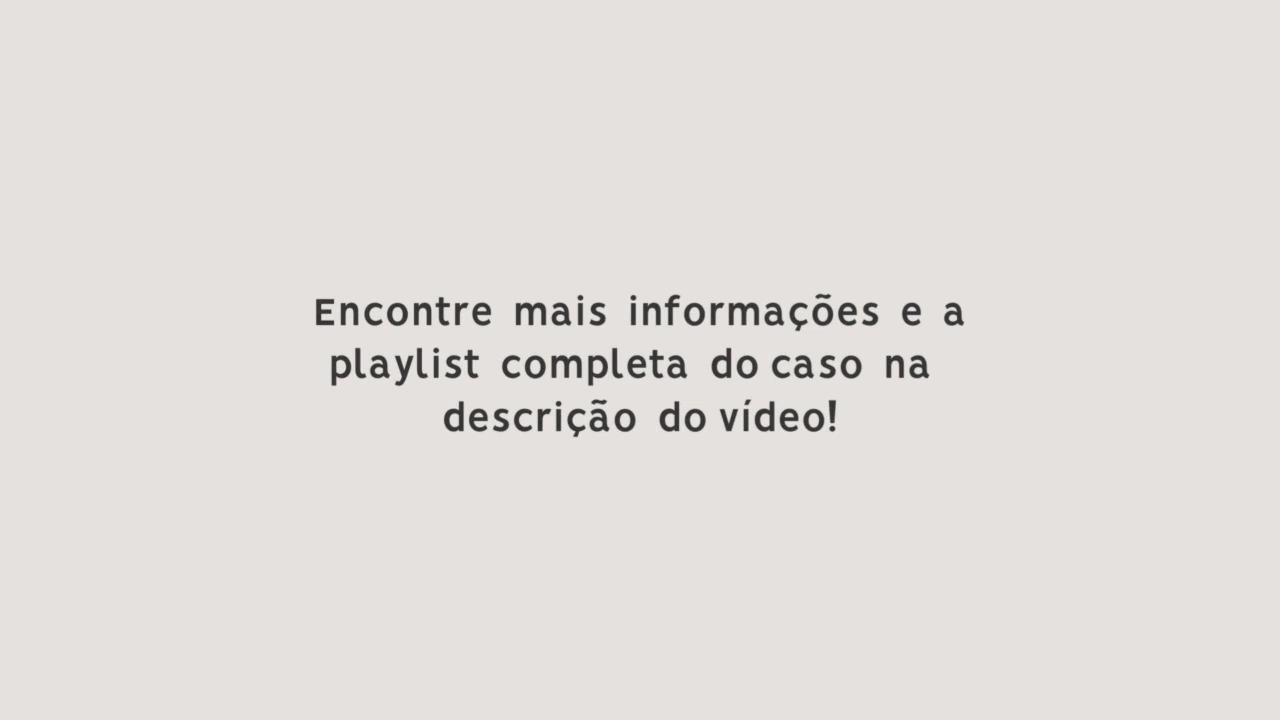 Encontre mais informações e a
playlist completa do caso na
descrição do vídeo!